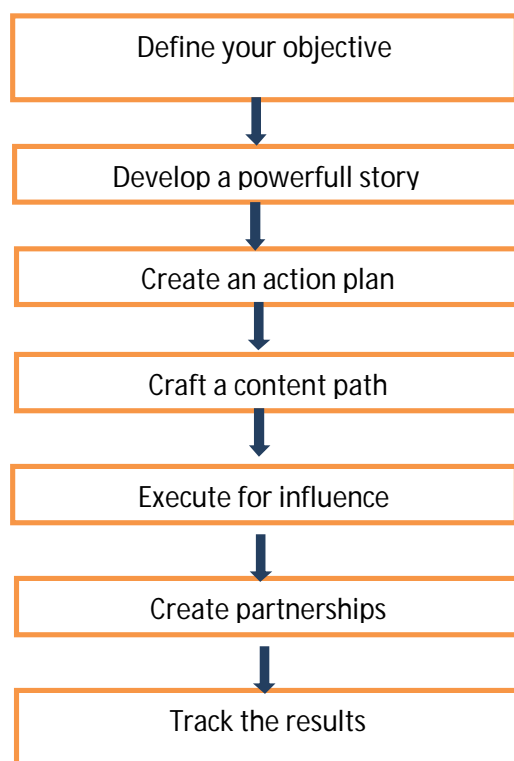 Define your objective
Develop a powerfull story
Create an action plan
Craft a content path
Execute for influence
Create partnerships
Track the results